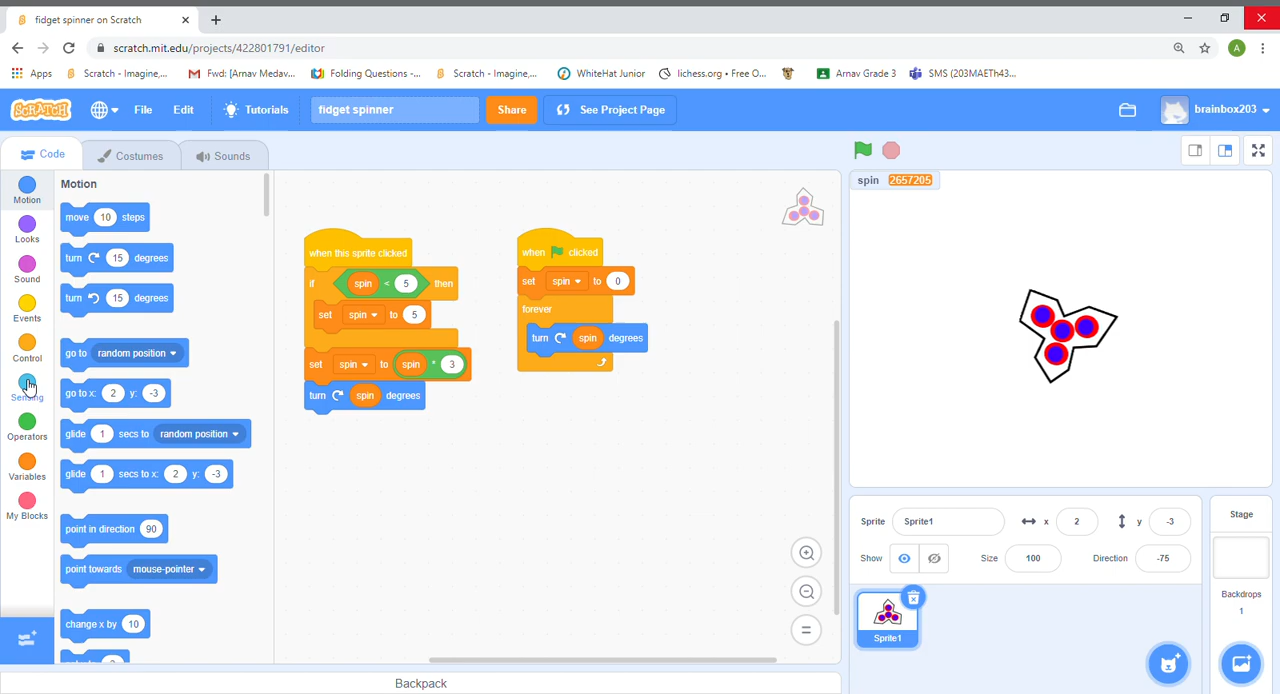 fidget spinner on Scratch
scratch.mit.edu/projects/422801791/editor
A
Apps
Scratch - Imagine,...
Fwd: [Arnav Medav...
Folding Questions -...
Scratch - Imagine,...
WhiteHat Junior
lichess.org • Free O...
Arnav Grade 3
SMS (203MAETh43...
SCRATCH
File
Edit
Tutorials
fidget spinner
Share
See Project Page
brainbox203
Code
Costumes
Sounds
Motion
Looks
Sound
Events
Control
Sensing
Operators
Variables
My Blocks
Motion
move 10 steps
turn 15 degrees
turn 15 degrees
go to random position
go to x: 2 y: -3
glide 1 secs to random position
glide 1 secs to x: 2 y: -3
point in direction 90
point towards mouse-pointer
change x by 10
when this sprite clicked
if spin < 5 then
set spin to 5
set spin to spin * 3
turn spin degrees
when clicked
set spin to 0
forever
turn spin degrees
spin 2657205
Sprite Sprite1 x 2 y -3
Show Size 100 Direction -75
Sprite1
Stage
Backdrops
1
Backpack